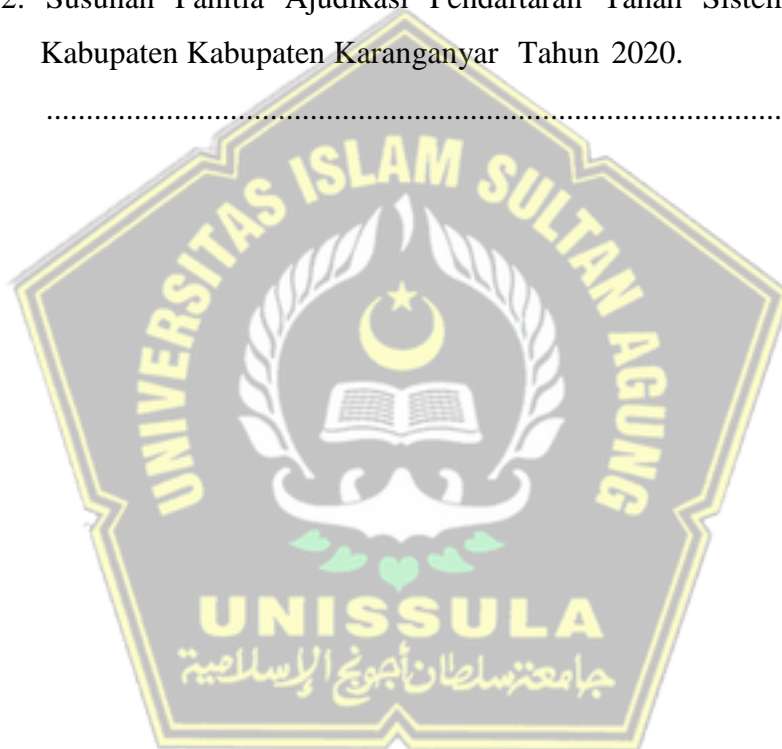 2. Susunan Panitia Ajudikasi Pendaftaran Tanah Sistem
Kabupaten Kabupaten Karanganyar Tahun 2020.
................................................................................................
UNIVERSITAS ISLAM SULTAN AGUNG
UNISSULA
جامعة سلطان أجونج الإسلامية